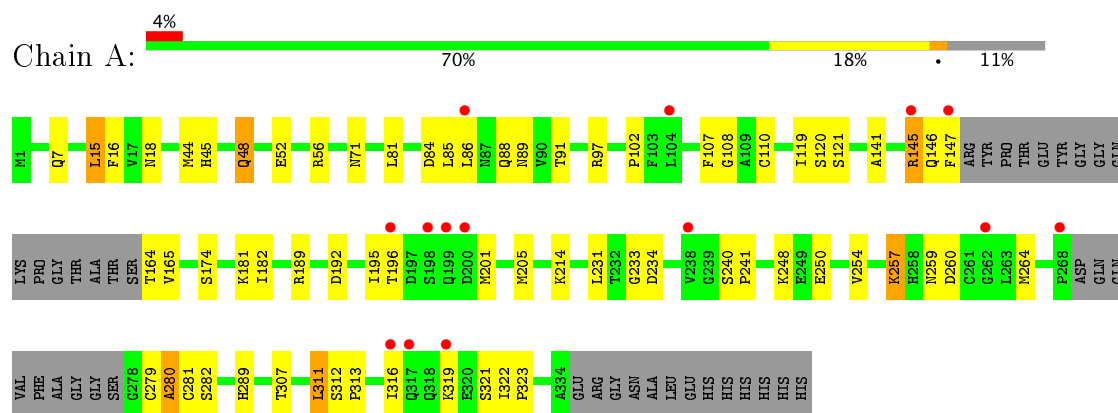 4%
Chain A:
70% 18% • 11%
M1 Q7 L15 F16 V17 N18 M44 H45 Q48 E52 R56 N71 L81 D84 L85 L86 N87 Q88 N89 V90 T91 R97 P102 F103 L104 F107 G108 A109 C110 I119 S120 S121 A141 R145 Q146 F147 ARG TYR PRO THR GLU TYR GLY GLY GLN
LYS PRO GLY THR ALA THR SER T164 V165 S174 K181 I182 R189 D192 I195 T196 D197 S198 Q199 D200 M201 M205 K214 L231 T232 G233 D234 V238 G239 S240 P241 K248 E249 E250 V254 K257 H258 N259 D260 C261 G262 L263 M264 P268 ASP GLN GLN
VAL PHE ALA GLY GLY SER G278 C279 A280 C281 S282 H289 T307 L311 S312 P313 I316 Q317 Q318 K319 E320 S321 I322 P323 A334 GLU ARG GLY ASN ALA LEU GLU HIS HIS HIS HIS HIS HIS